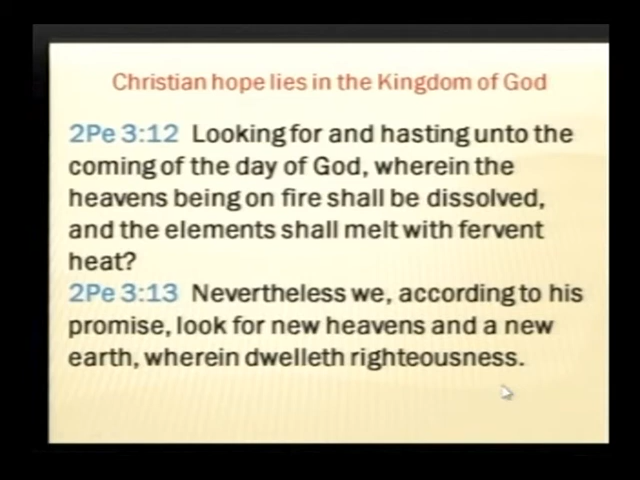 Christian hope lies in the Kingdom of God
2Pe 3:12 Looking for and hasting unto the
coming of the day of God, wherein the
heavens being on fire shall be dissolved,
and the elements shall melt with fervent
heat?
2Pe 3:13 Nevertheless we, according to his
promise, look for new heavens and a new
earth, wherein dwelleth righteousness.